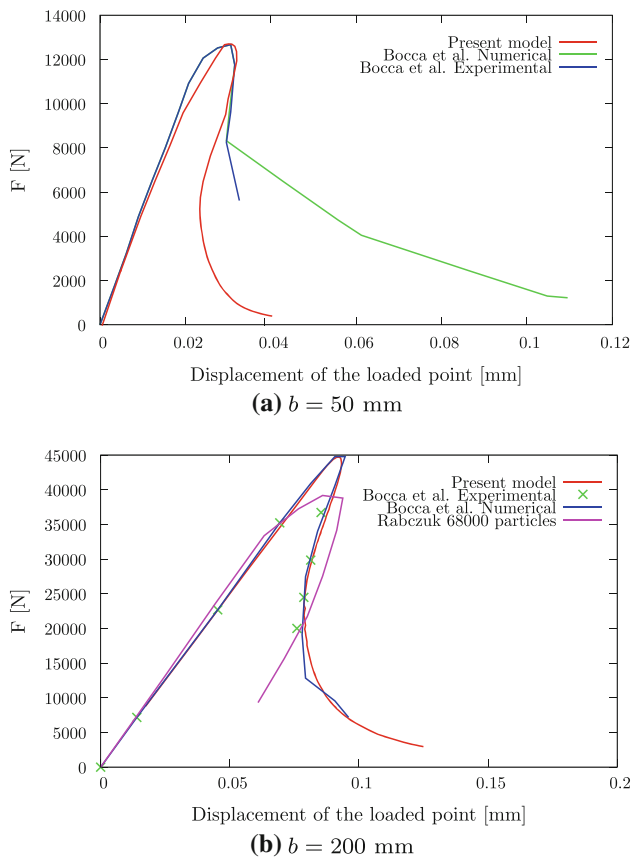 14000
12000
10000
8000
6000
4000
2000
0
F [N]
Present model
Bocca et al. Numerical
Bocca et al. Experimental
0 0.02 0.04 0.06 0.08 0.1 0.12
Displacement of the loaded point [mm]
(a) b = 50 mm
45000
40000
35000
30000
25000
20000
15000
10000
5000
0
F [N]
Present model
Bocca et al. Experimental
Bocca et al. Numerical
Rabczuk 68000 particles
0 0.05 0.1 0.15 0.2
Displacement of the loaded point [mm]
(b) b = 200 mm